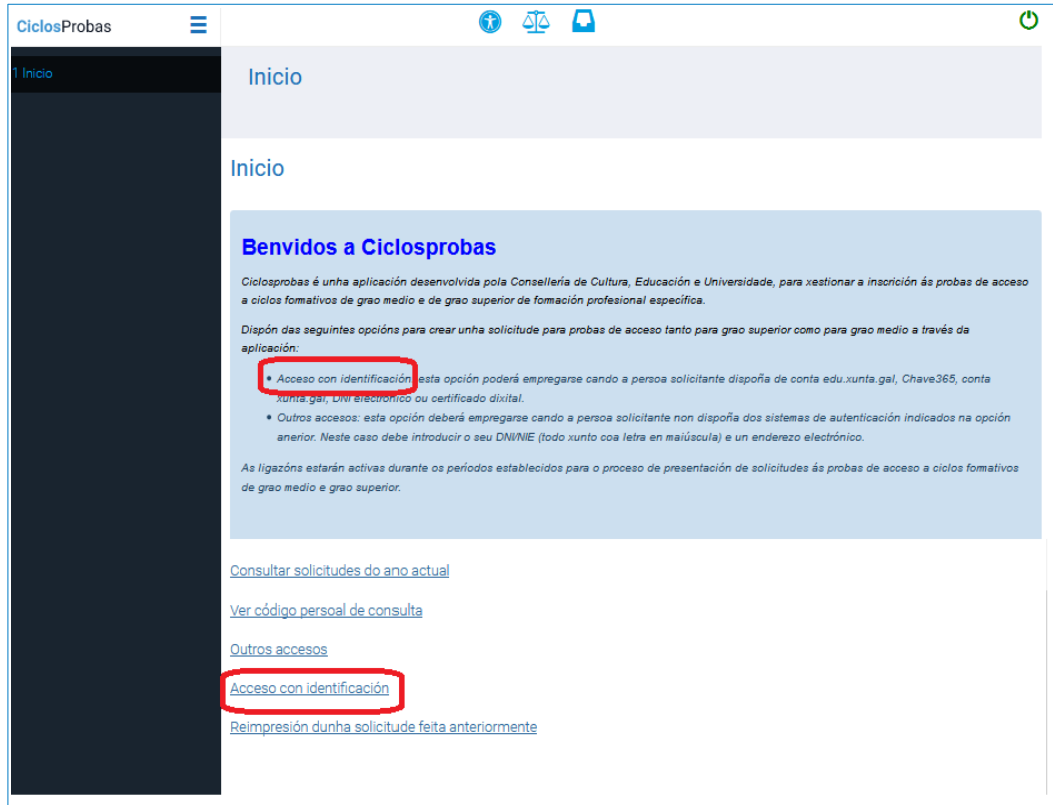 CiclosProbas
1 Inicio
Inicio
Inicio
Benvidos a Ciclosprobas
Ciclosprobas é unha aplicación desenvolvida pola Consellería de Cultura, Educación e Universidade, para xestionar a inscrición ás probas de acceso
a ciclos formativos de grao medio e de grao superior de formación profesional específica.
Dispón das seguintes opcións para crear unha solicitude para probas de acceso tanto para grao superior como para grao medio a través da
aplicación:
• Acceso con identificación: esta opción poderá empregarse cando a persoa solicitante dispoña de conta edu.xunta.gal, Chave365, conta
xunta.gal, DNI electrónico ou certificado dixital.
• Outros accesos: esta opción deberá empregarse cando a persoa solicitante non dispoña dos sistemas de autenticación indicados na opción
anerior. Neste caso debe introducir o seu DNI/NIE (todo xunto coa letra en maiúscula) e un enderezo electrónico.
As ligazóns estarán activas durante os períodos establecidos para o proceso de presentación de solicitudes ás probas de acceso a ciclos formativos
de grao medio e grao superior.
Consultar solicitudes do ano actual
Ver código persoal de consulta
Outros accesos
Acceso con identificación
Reimpresión dunha solicitude feita anteriormente